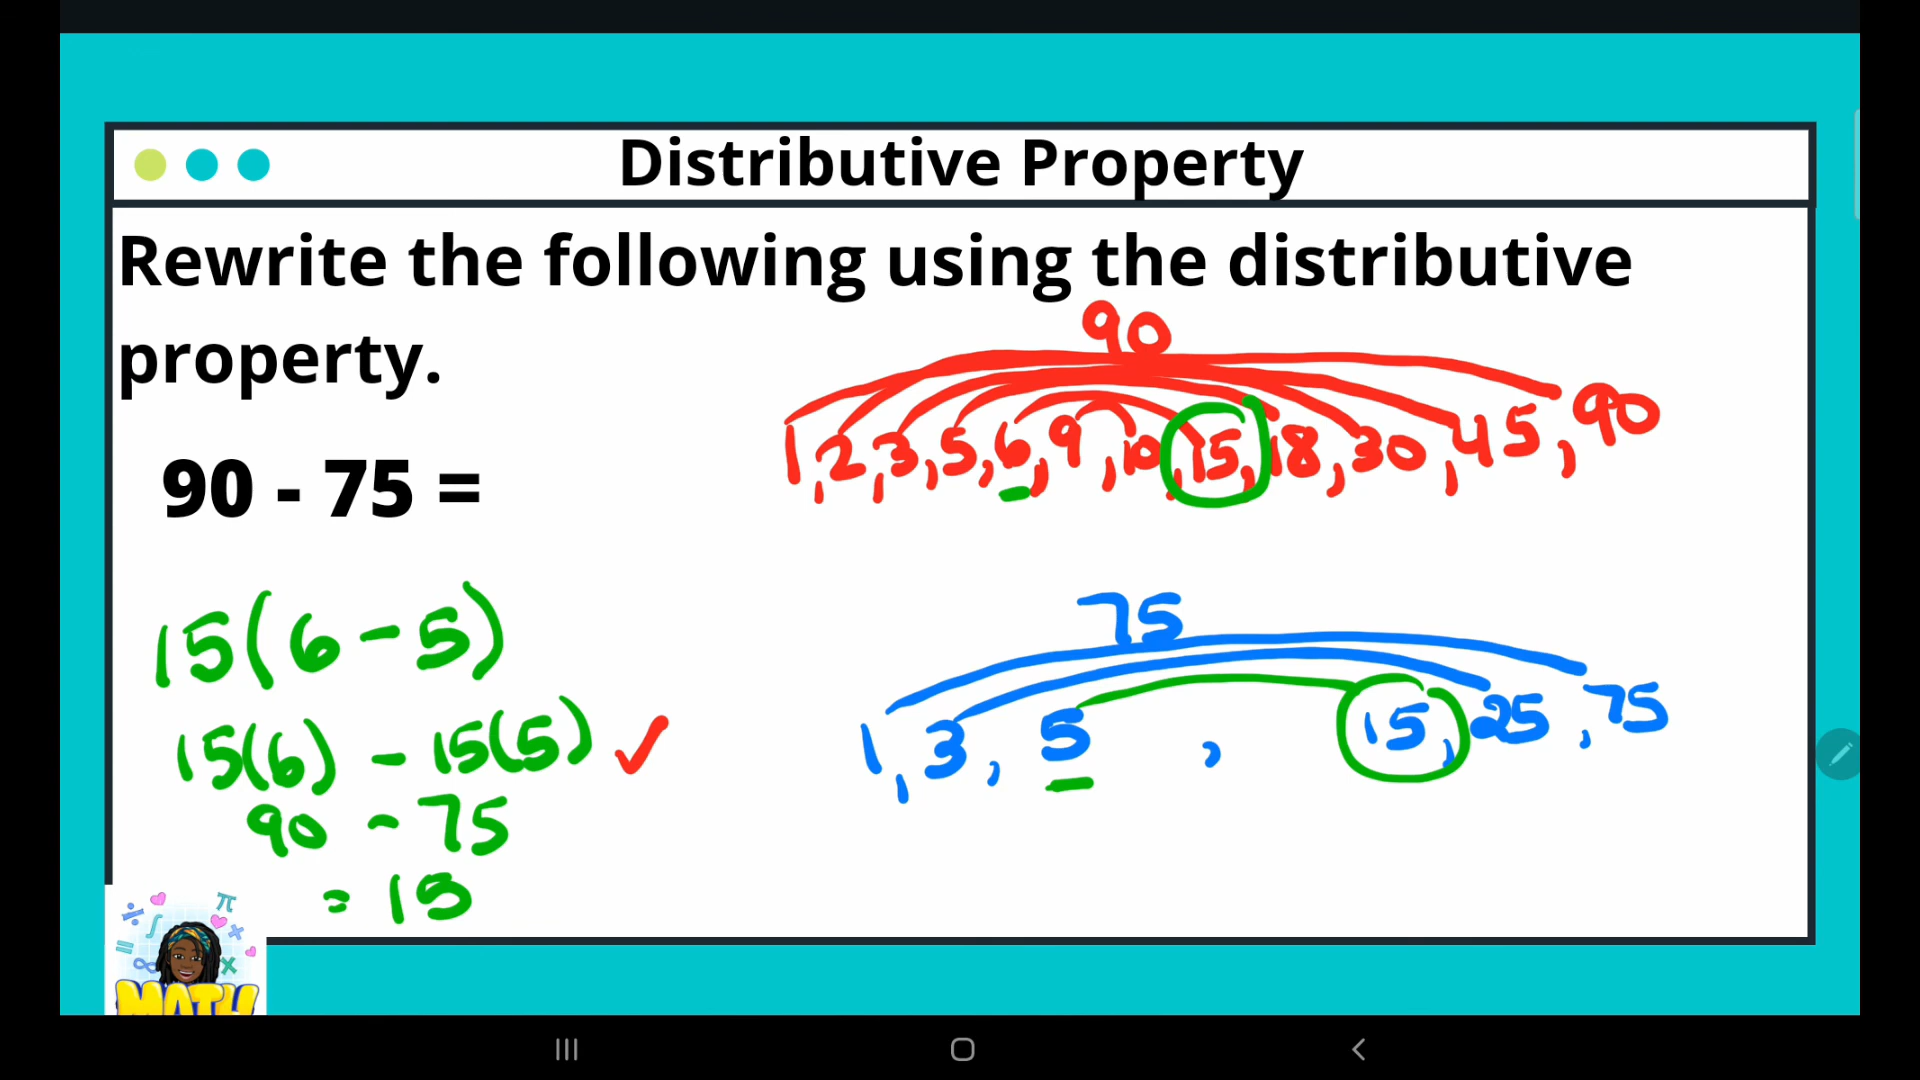 Distributive Property
Rewrite the following using the distributive
property.
90
1, 2, 3, 5, 6, 9, 10, 15, 18, 30, 45, 90
90 - 75 =
75
1, 3, 5, 15, 25, 75
15(6-5)
15(6) - 15(5) ✓
90 - 75
= 15
÷ ∫ π × = ∞ x
MATH